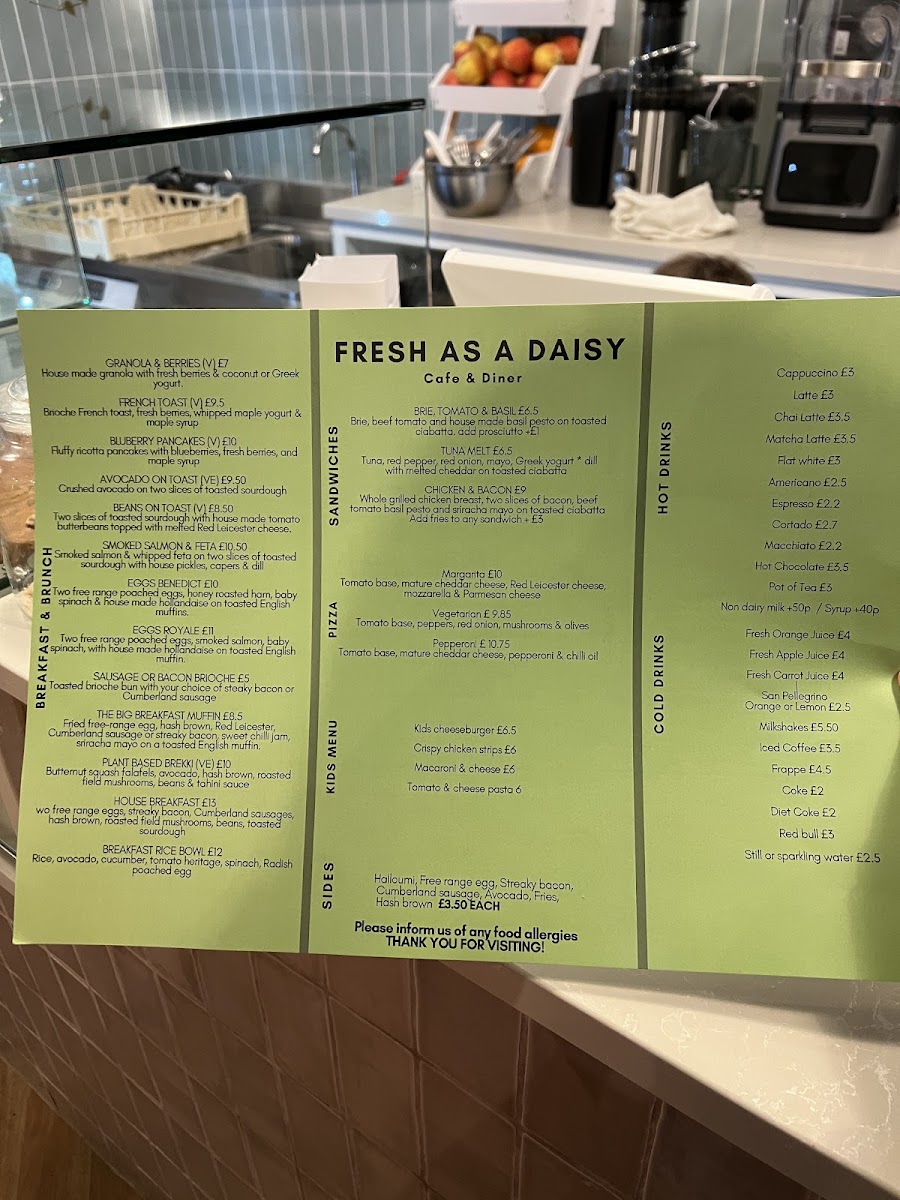 BREAKFAST & BRUNCH
GRANOLA & BERRIES (V) £7
House made granola with fresh berries & coconut or Greek
yogurt.
FRENCH TOAST (V) £9.5
Brioche French toast, fresh berries, whipped maple yogurt &
maple syrup
BLUBERRY PANCAKES (V) £10
Fluffy ricotta pancakes with blueberries, fresh berries, and
maple syrup
AVOCADO ON TOAST (VE) £9.50
Crushed avocado on two slices of toasted sourdough
BEANS ON TOAST (V) £8.50
Two slices of toasted sourdough with house made tomato
butterbeans topped with melted Red Leicester cheese.
SMOKED SALMON & FETA £10.50
Smoked salmon & whipped feta on two slices of toasted
sourdough with house pickles, capers & dill
EGGS BENEDICT £10
Two free range poached eggs, honey roasted ham, baby
spinach & house made hollandaise on toasted English
muffins.
EGGS ROYALE £11
Two free range poached eggs, smoked salmon, baby
spinach, with house made hollandaise on toasted English
muffin.
SAUSAGE OR BACON BRIOCHE £5
Toasted brioche bun with your choice of steaky bacon or
Cumberland sausage
THE BIG BREAKFAST MUFFIN £8.5
Fried free-range egg, hash brown, Red Leicester,
Cumberland sausage or streaky bacon, sweet chilli jam,
sriracha mayo on a toasted English muffin.
PLANT BASED BREKKI (VE) £10
Butternut squash falafels, avocado, hash brown, roasted
field mushrooms, beans & tahini sauce
HOUSE BREAKFAST £13
wo free range eggs, streaky bacon, Cumberland sausages,
hash brown, roasted field mushrooms, beans, toasted
sourdough
BREAKFAST RICE BOWL £12
Rice, avocado, cucumber, tomato heritage, spinach, Radish
poached egg
FRESH AS A DAISY
Cafe & Diner
SANDWICHES
BRIE, TOMATO & BASIL £6.5
Brie, beef tomato and house made basil pesto on toasted
ciabatta. add prosciutto +£1
TUNA MELT £6.5
Tuna, red pepper, red onion, mayo, Greek yogurt * dill
with melted cheddar on toasted ciabatta
CHICKEN & BACON £9
Whole grilled chicken breast, two slices of bacon, beef
tomato basil pesto and sriracha mayo on toasted ciabatta
Add fries to any sandwich + £3
PIZZA
Margarita £10
Tomato base, mature cheddar cheese, Red Leicester cheese,
mozzarella & Parmesan cheese
Vegetarian £ 9.85
Tomato base, peppers, red onion, mushrooms & olives
Pepperoni £ 10.75
Tomato base, mature cheddar cheese, pepperoni & chilli oil
KIDS MENU
Kids cheeseburger £6.5
Crispy chicken strips £6
Macaroni & cheese £6
Tomato & cheese pasta 6
SIDES
Halloumi, Free range egg, Streaky bacon,
Cumberland sausage, Avocado, Fries,
Hash brown £3.50 EACH
Please inform us of any food allergies
THANK YOU FOR VISITING!
HOT DRINKS
Cappuccino £3
Latte £3
Chai Latte £3.5
Matcha Latte £3.5
Flat white £3
Americano £2.5
Espresso £2.2
Cortado £2.7
Macchiato £2.2
Hot Chocolate £3.5
Pot of Tea £3
Non dairy milk +50p / Syrup +40p
COLD DRINKS
Fresh Orange Juice £4
Fresh Apple Juice £4
Fresh Carrot Juice £4
San Pellegrino
Orange or Lemon £2.5
Milkshakes £5.50
Iced Coffee £3.5
Frappe £4.5
Coke £2
Diet Coke £2
Red bull £3
Still or sparkling water £2.5